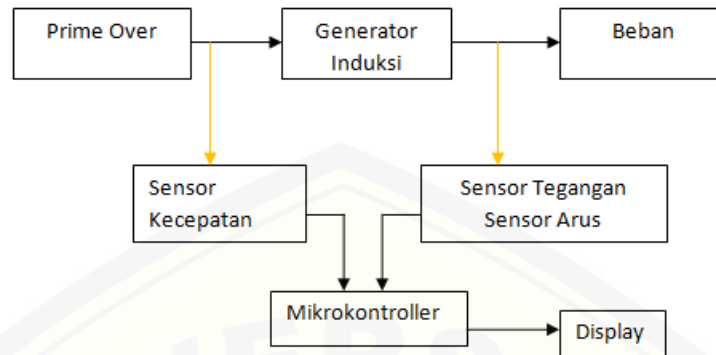 Prime Over
Generator
Induksi
Beban
Sensor
Kecepatan
Sensor Tegangan
Sensor Arus
Mikrokontroller
Display